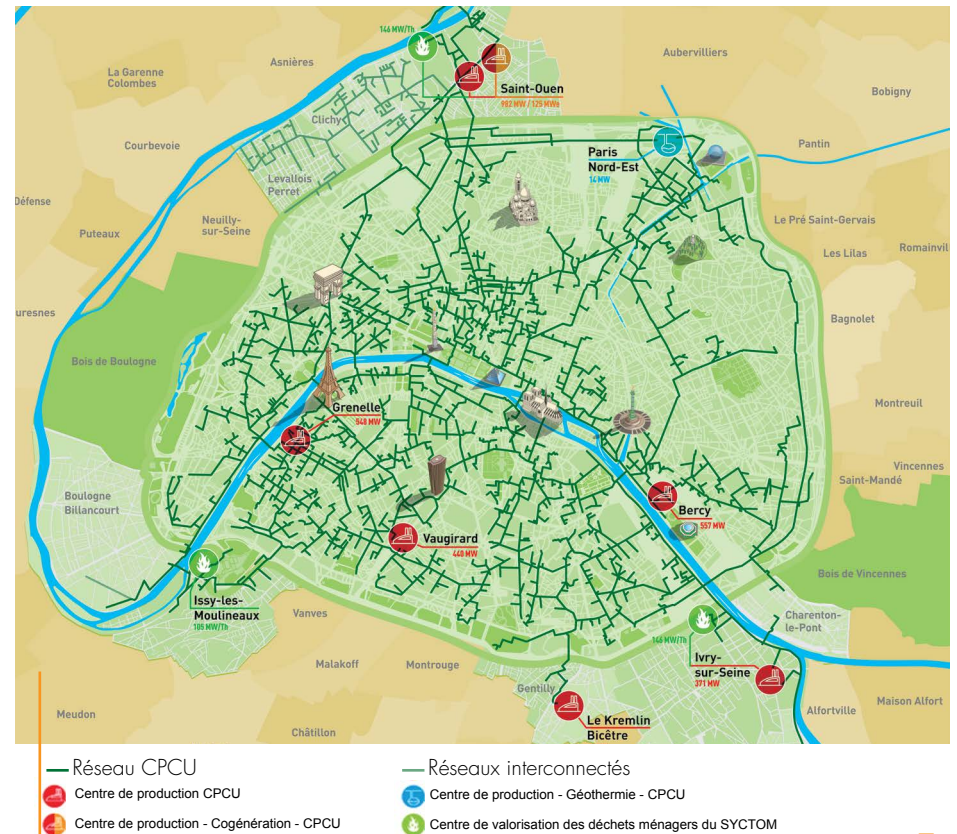 146 MW/Th
Aubervilliers
Asnières
La Garenne
Colombes
Saint-Ouen
982 MW / 125 MWe
Bobigny
Clichy
Courbevoie
Pantin
Paris
Nord-Est
14 MW
Levallois
Perret
Défense
Neuilly-
sur-Seine
Puteaux
Le Pré Saint-Gervais
Les Lilas
Romainvil
uresnes
Bagnolet
Bois de Boulogne
Montreuil
Grenelle
548 MW
Vincennes
Saint-Mandé
Boulogne
Billancourt
Bercy
557 MW
Vaugirard
440 MW
Bois de Vincennes
Issy-les-
Moulineaux
105 MW/Th
Vanves
Charenton-
le-Pont
146 MW/Th
Ivry-
sur-Seine
371 MW
Malakoff
Montrouge
Gentilly
Maison Alfort
Alfortville
Meudon
Le Kremlin
Bicêtre
Châtillon
Réseau CPCU
Réseaux interconnectés
Centre de production CPCU
Centre de production - Géothermie - CPCU
Centre de production - Cogénération - CPCU
Centre de valorisation des déchets ménagers du SYCTOM